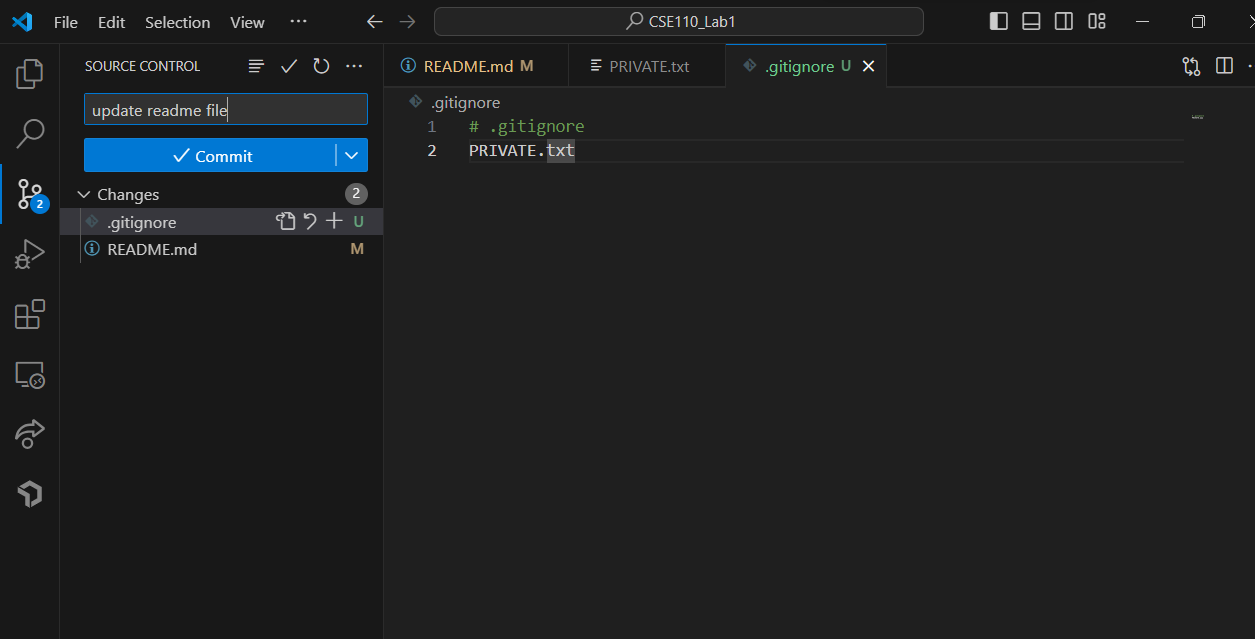 File Edit Selection View ··· CSE110_Lab1
SOURCE CONTROL
README.md M
PRIVATE.txt
.gitignore U
update readme file
.gitignore
1 # .gitignore
2 PRIVATE.txt
Commit
Changes 2
.gitignore U
README.md M
2